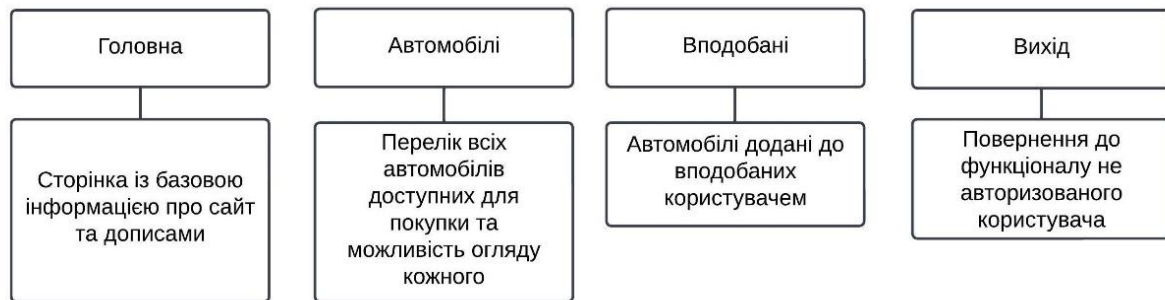 Головна
Автомобілі
Вподобані
Вихід
Сторінка із базовою
інформацією про сайт
та дописами
Перелік всіх
автомобілів
доступних для
покупки та
можливість огляду
кожного
Автомобілі додані до
вподобаних
користувачем
Повернення до
функціоналу не
авторизованого
користувача